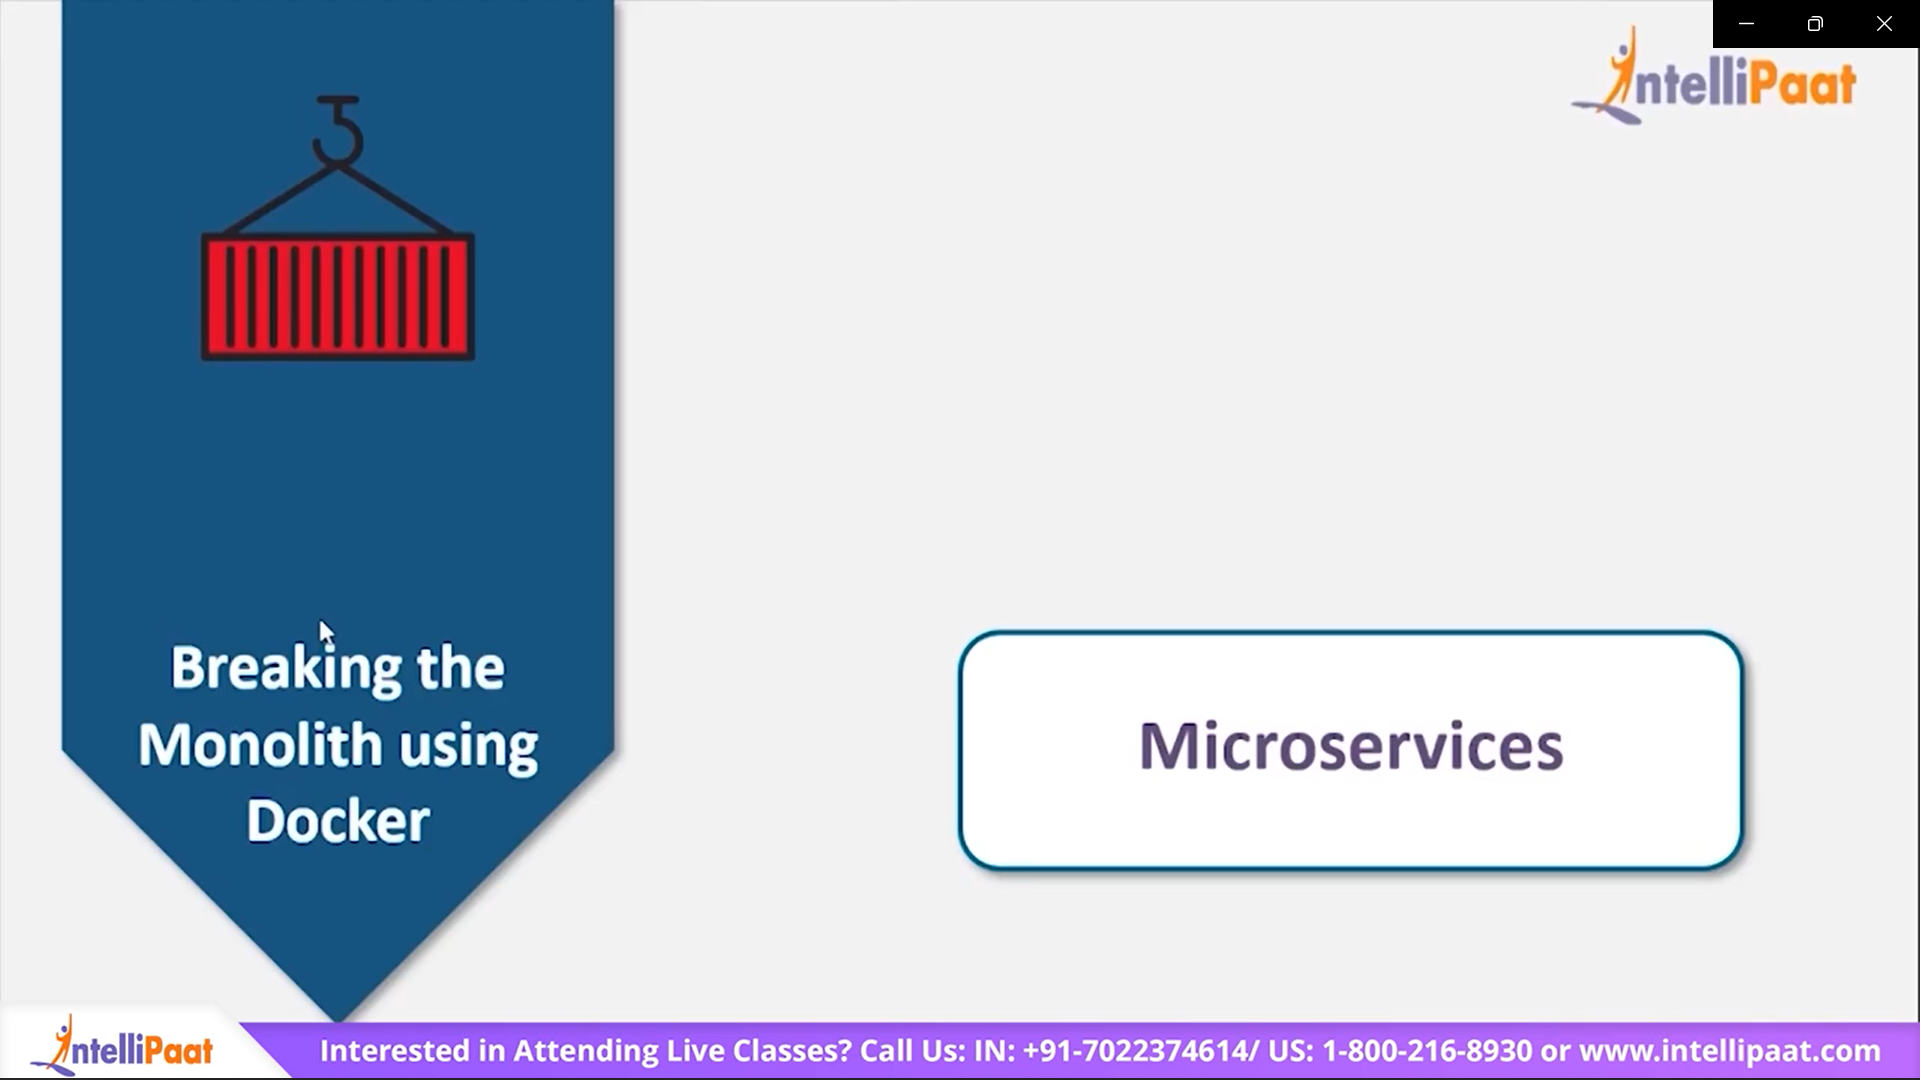 IntelliPaat
Breaking the
Monolith using
Docker
Microservices
IntelliPaat
Interested in Attending Live Classes? Call Us: IN: +91-7022374614/ US: 1-800-216-8930 or www.intellipaat.com